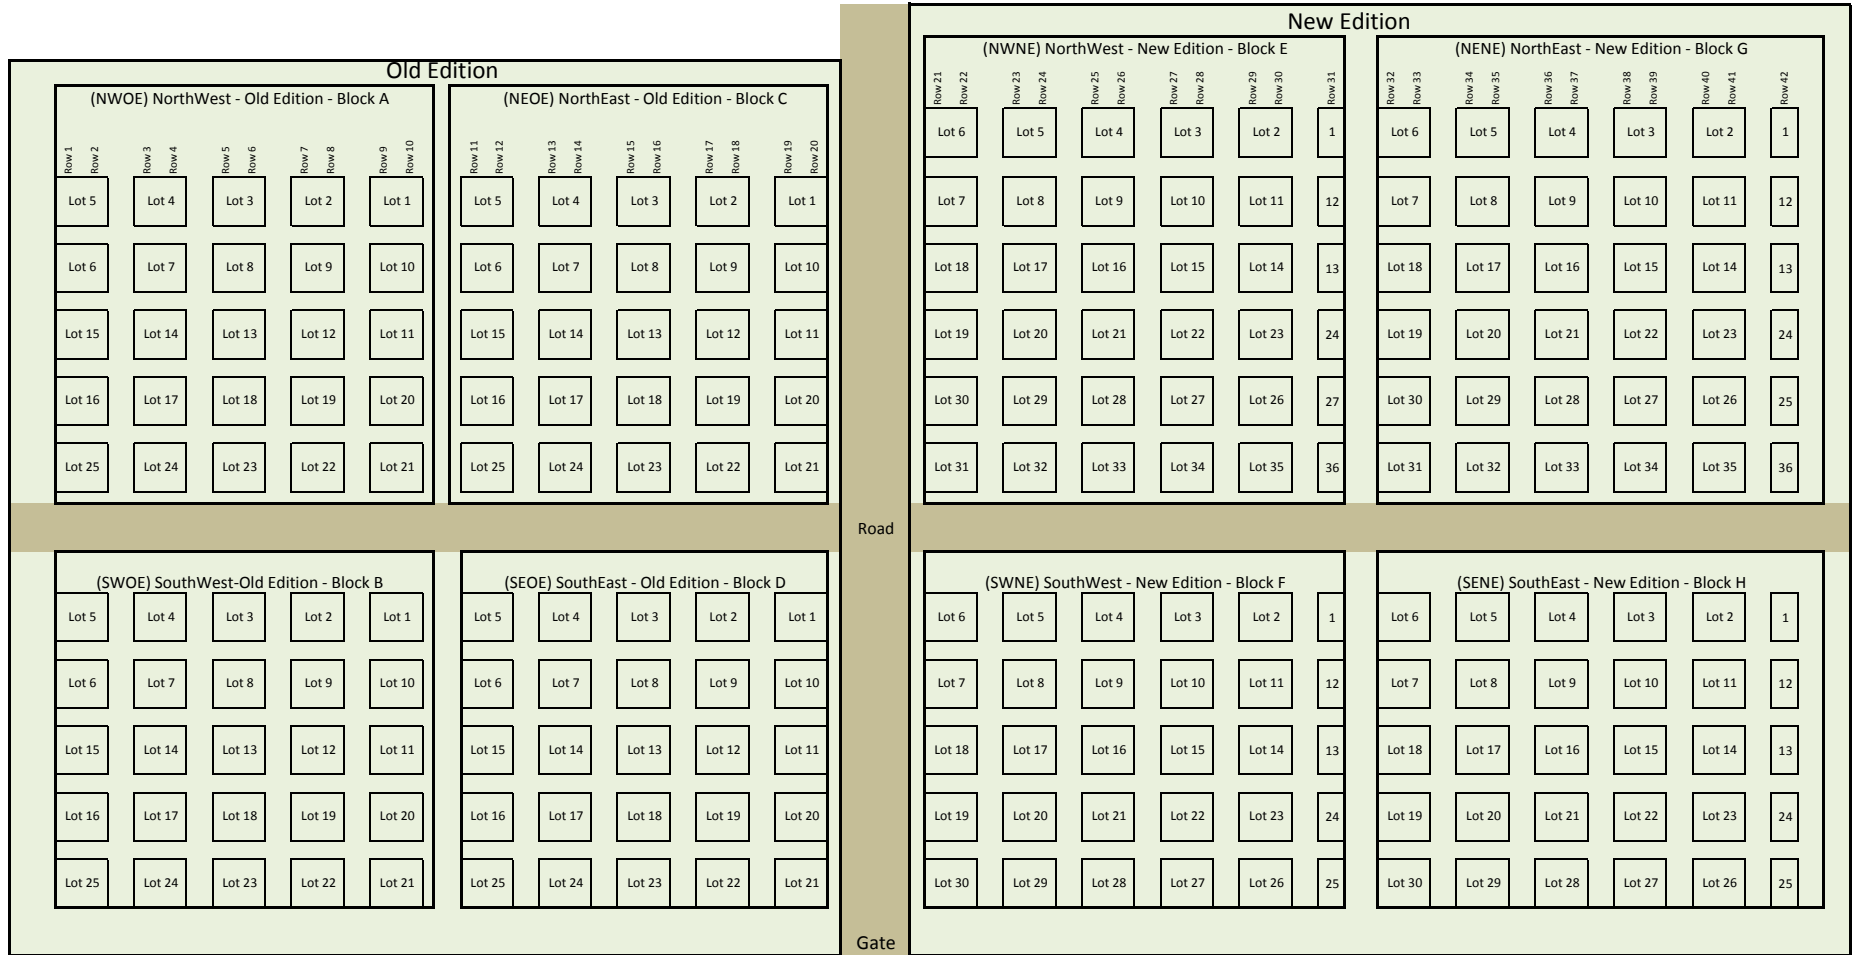 New Edition
Old Edition
(NWNE) NorthWest - New Edition - Block E
(NENE) NorthEast - New Edition - Block G
(NWOE) NorthWest - Old Edition - Block A
(NEOE) NorthEast - Old Edition - Block C
Row 21 Row 22 Row 23 Row 24 Row 25 Row 26 Row 27 Row 28 Row 29 Row 30 Row 31 Row 32 Row 33 Row 34 Row 35 Row 36 Row 37 Row 38 Row 39 Row 40 Row 41 Row 42
Lot 6 Lot 5 Lot 4 Lot 3 Lot 2 1 Lot 6 Lot 5 Lot 4 Lot 3 Lot 2 1
Row 1 Row 2 Row 3 Row 4 Row 5 Row 6 Row 7 Row 8 Row 9 Row 10 Row 11 Row 12 Row 13 Row 14 Row 15 Row 16 Row 17 Row 18 Row 19 Row 20
Lot 5 Lot 4 Lot 3 Lot 2 Lot 1 Lot 5 Lot 4 Lot 3 Lot 2 Lot 1 Lot 7 Lot 8 Lot 9 Lot 10 Lot 11 12 Lot 7 Lot 8 Lot 9 Lot 10 Lot 11 12
Lot 6 Lot 7 Lot 8 Lot 9 Lot 10 Lot 6 Lot 7 Lot 8 Lot 9 Lot 10 Lot 18 Lot 17 Lot 16 Lot 15 Lot 14 13 Lot 18 Lot 17 Lot 16 Lot 15 Lot 14 13
Lot 15 Lot 14 Lot 13 Lot 12 Lot 11 Lot 15 Lot 14 Lot 13 Lot 12 Lot 11 Lot 19 Lot 20 Lot 21 Lot 22 Lot 23 24 Lot 19 Lot 20 Lot 21 Lot 22 Lot 23 24
Lot 16 Lot 17 Lot 18 Lot 19 Lot 20 Lot 16 Lot 17 Lot 18 Lot 19 Lot 20 Lot 30 Lot 29 Lot 28 Lot 27 Lot 26 27 Lot 30 Lot 29 Lot 28 Lot 27 Lot 26 25
Lot 25 Lot 24 Lot 23 Lot 22 Lot 21 Lot 25 Lot 24 Lot 23 Lot 22 Lot 21 Lot 31 Lot 32 Lot 33 Lot 34 Lot 35 36 Lot 31 Lot 32 Lot 33 Lot 34 Lot 35 36
Road
(SWOE) SouthWest-Old Edition - Block B (SEOE) SouthEast - Old Edition - Block D (SWNE) SouthWest - New Edition - Block F (SENE) SouthEast - New Edition - Block H
Lot 5 Lot 4 Lot 3 Lot 2 Lot 1 Lot 5 Lot 4 Lot 3 Lot 2 Lot 1 Lot 6 Lot 5 Lot 4 Lot 3 Lot 2 1 Lot 6 Lot 5 Lot 4 Lot 3 Lot 2 1
Lot 6 Lot 7 Lot 8 Lot 9 Lot 10 Lot 6 Lot 7 Lot 8 Lot 9 Lot 10 Lot 7 Lot 8 Lot 9 Lot 10 Lot 11 12 Lot 7 Lot 8 Lot 9 Lot 10 Lot 11 12
Lot 15 Lot 14 Lot 13 Lot 12 Lot 11 Lot 15 Lot 14 Lot 13 Lot 12 Lot 11 Lot 18 Lot 17 Lot 16 Lot 15 Lot 14 13 Lot 18 Lot 17 Lot 16 Lot 15 Lot 14 13
Lot 16 Lot 17 Lot 18 Lot 19 Lot 20 Lot 16 Lot 17 Lot 18 Lot 19 Lot 20 Lot 19 Lot 20 Lot 21 Lot 22 Lot 23 24 Lot 19 Lot 20 Lot 21 Lot 22 Lot 23 24
Lot 25 Lot 24 Lot 23 Lot 22 Lot 21 Lot 25 Lot 24 Lot 23 Lot 22 Lot 21 Lot 30 Lot 29 Lot 28 Lot 27 Lot 26 25 Lot 30 Lot 29 Lot 28 Lot 27 Lot 26 25
Gate